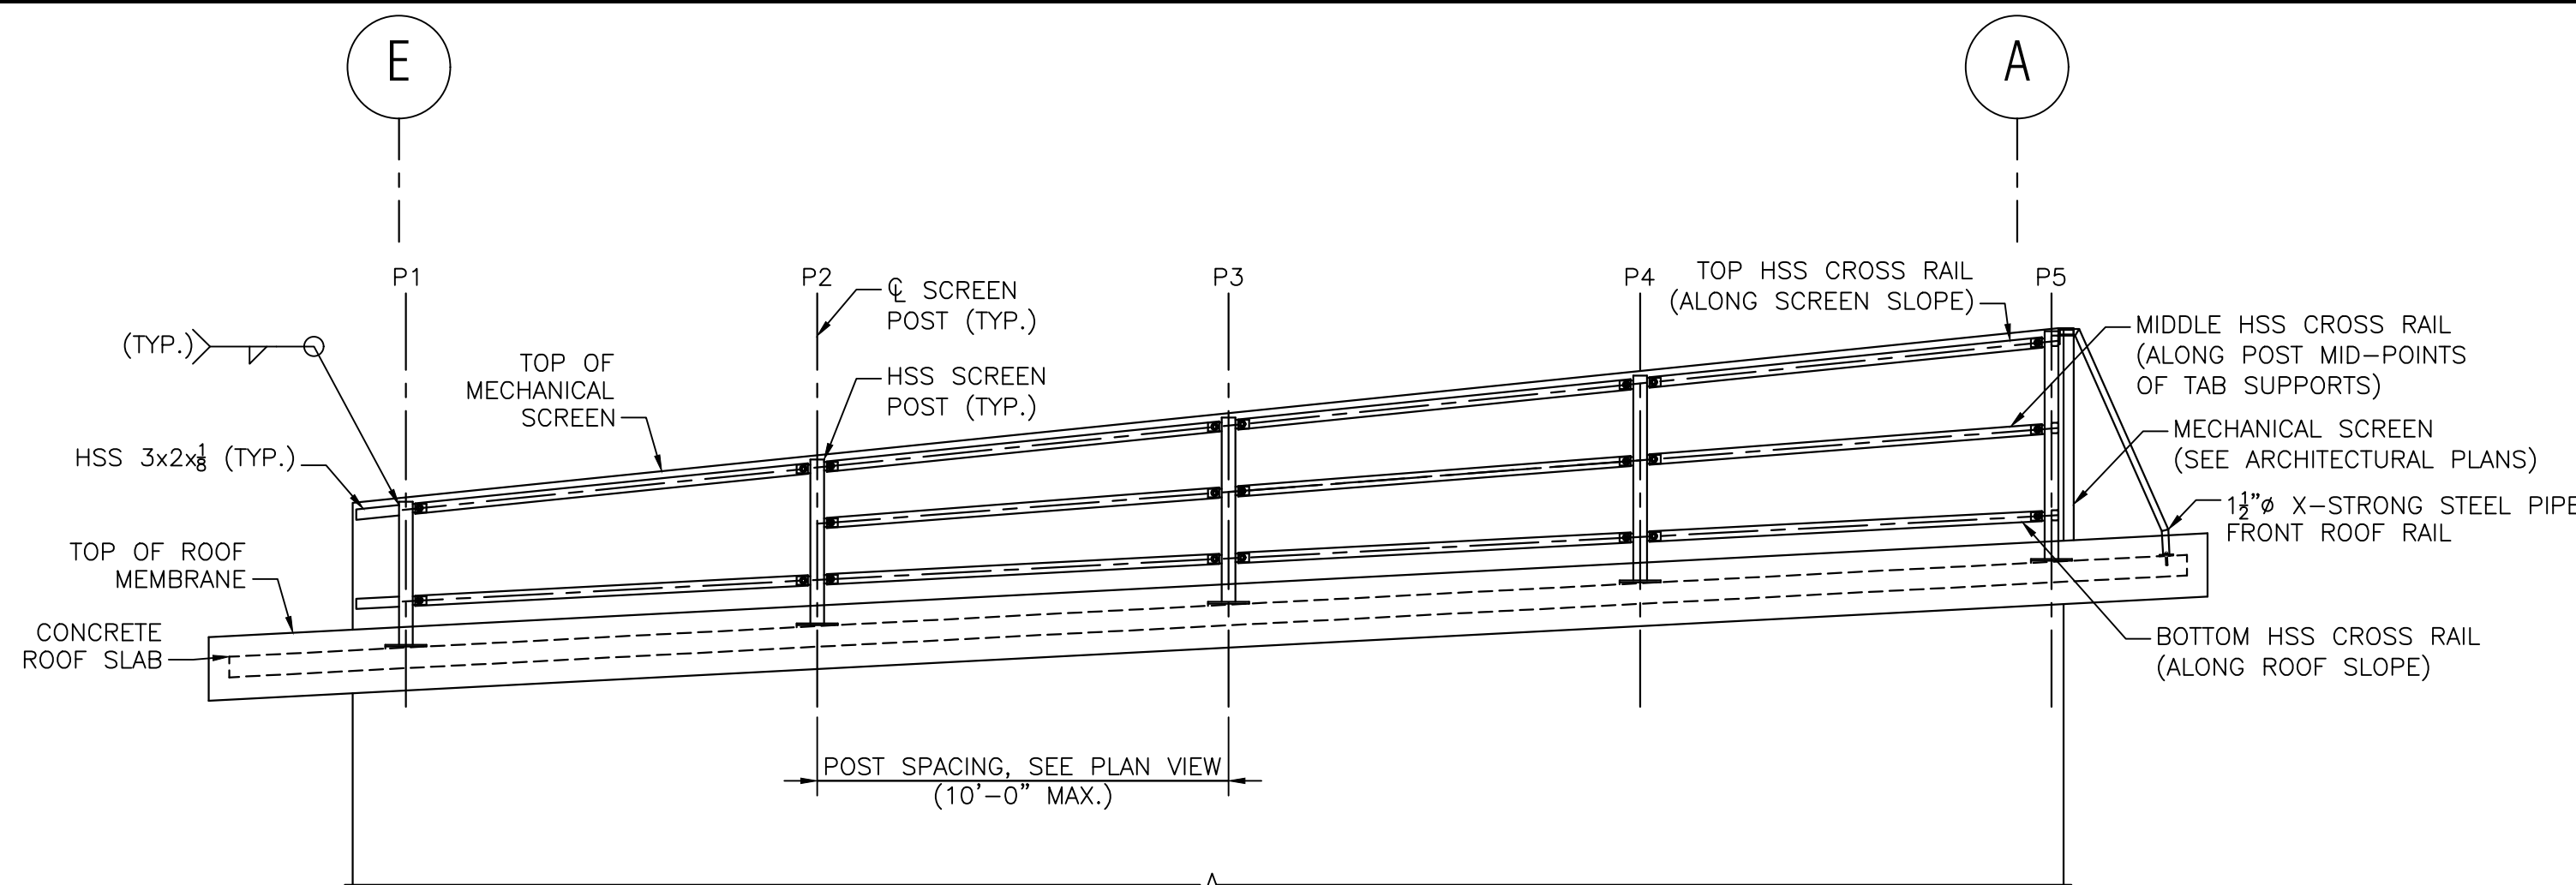 E
A
P1
P2
P3
P4
P5
℄ SCREEN
POST (TYP.)
TOP HSS CROSS RAIL
(ALONG SCREEN SLOPE)
(TYP.)
TOP OF
MECHANICAL
SCREEN
HSS SCREEN
POST (TYP.)
MIDDLE HSS CROSS RAIL
(ALONG POST MID-POINTS
OF TAB SUPPORTS)
HSS 3x2x⅛ (TYP.)
MECHANICAL SCREEN
(SEE ARCHITECTURAL PLANS)
1½"ø X-STRONG STEEL PIPE
FRONT ROOF RAIL
TOP OF ROOF
MEMBRANE
CONCRETE
ROOF SLAB
BOTTOM HSS CROSS RAIL
(ALONG ROOF SLOPE)
POST SPACING, SEE PLAN VIEW
(10'-0" MAX.)